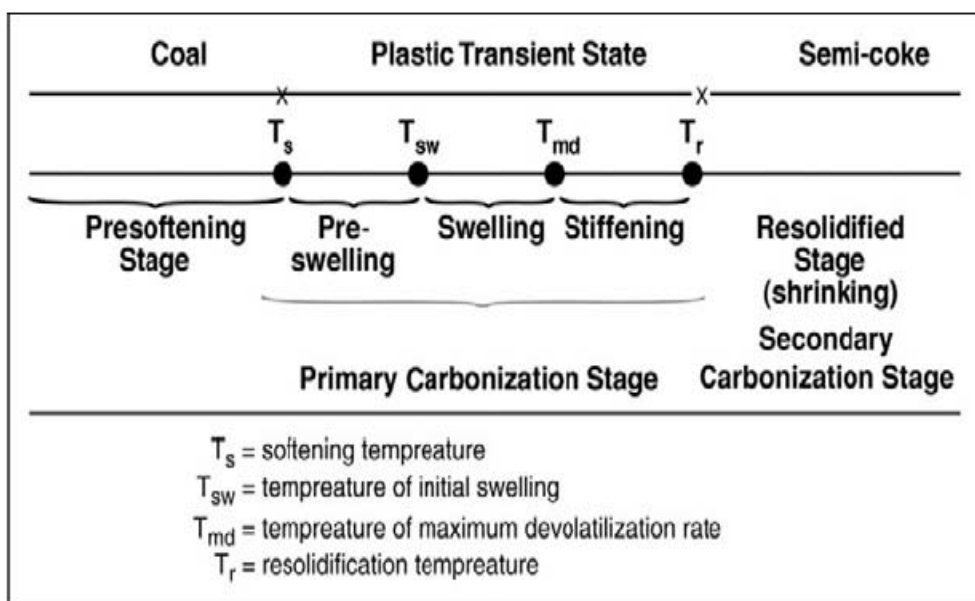 Coal Plastic Transient State Semi-coke
x x
Ts Tsw Tmd Tr
Presoftening Stage
Pre-swelling
Swelling
Stiffening
Resolidified
Stage
(shrinking)
Primary Carbonization Stage
Secondary
Carbonization Stage
Ts = softening tempreature
Tsw = tempreature of initial swelling
Tmd = tempreature of maximum devolatilization rate
Tr = resolidification tempreature